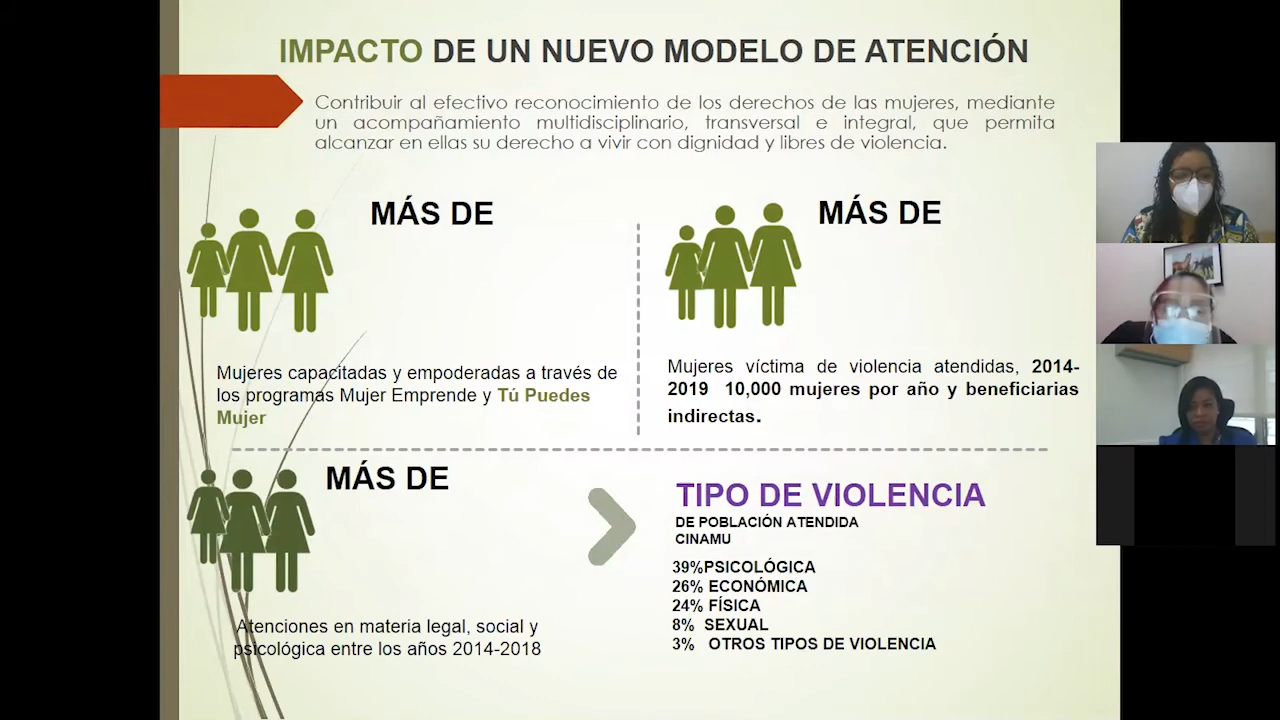 IMPACTO DE UN NUEVO MODELO DE ATENCIÓN
Contribuir al efectivo reconocimiento de los derechos de las mujeres, mediante
un acompañamiento multidisciplinario, transversal e integral, que permita
alcanzar en ellas su derecho a vivir con dignidad y libres de violencia.
MÁS DE
Mujeres capacitadas y empoderadas a través de
los programas Mujer Emprende y Tú Puedes
Mujer
MÁS DE
Mujeres víctima de violencia atendidas, 2014-
2019 10,000 mujeres por año y beneficiarias
indirectas.
MÁS DE
Atenciones en materia legal, social y
psicológica entre los años 2014-2018
TIPO DE VIOLENCIA
DE POBLACIÓN ATENDIDA
CINAMU
39%PSICOLÓGICA
26% ECONÓMICA
24% FÍSICA
8% SEXUAL
3% OTROS TIPOS DE VIOLENCIA